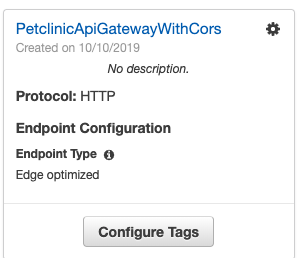 PetclinicApiGatewayWithCors
Created on 10/10/2019
No description.
Protocol: HTTP
Endpoint Configuration
Endpoint Type
Edge optimized
Configure Tags